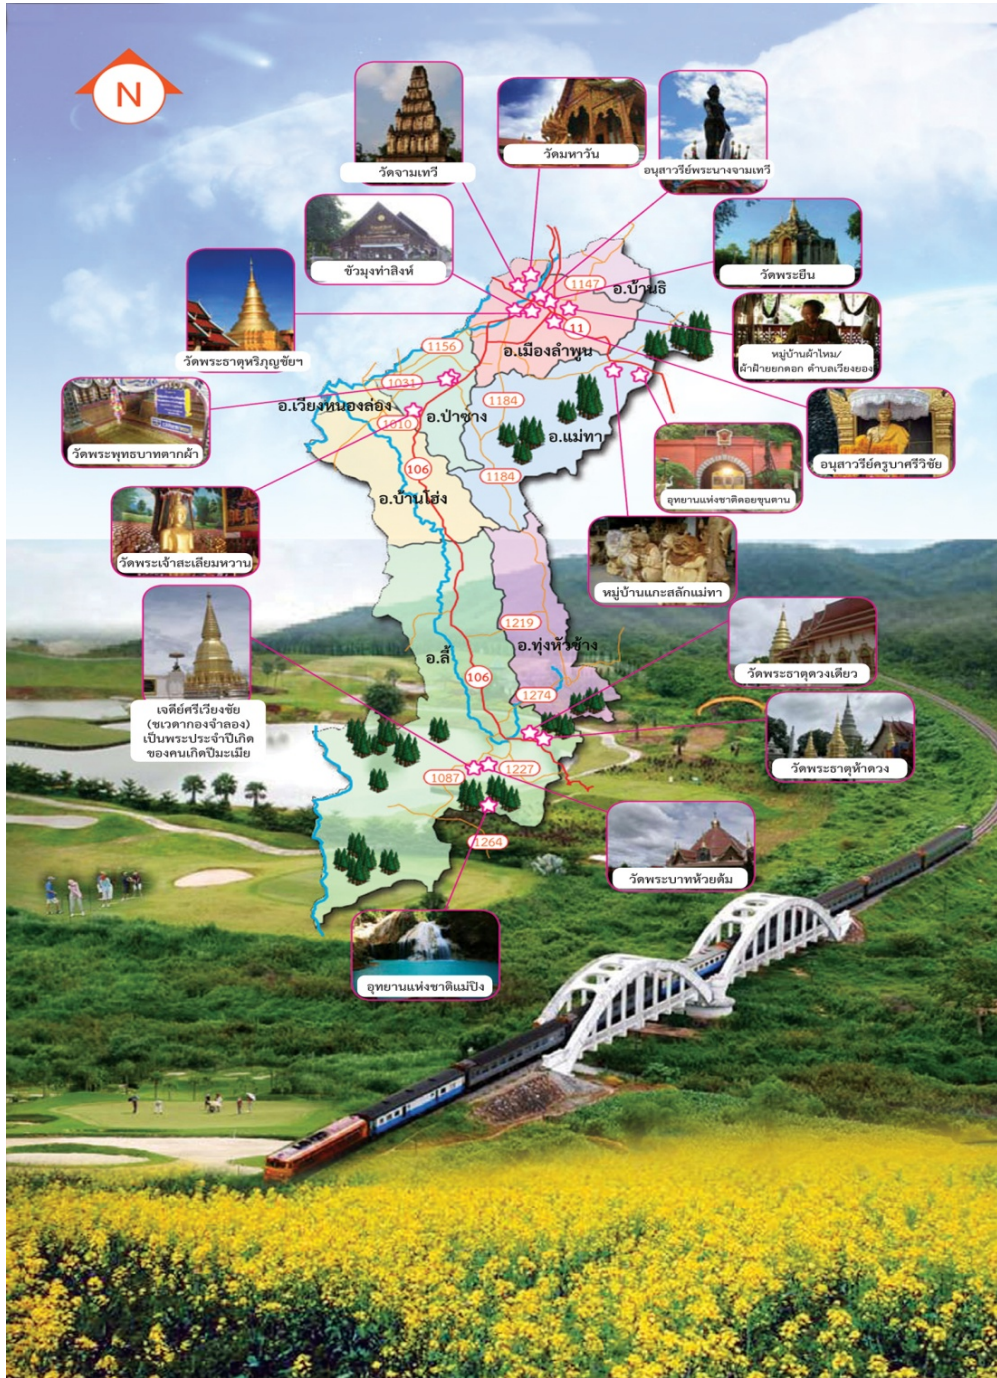 N
วัดจามเทวี
วัดมหาวัน
อนุสาวรีย์พระนางจามเทวี
ขัวมุงท่าสิงห์
วัดพระยืน
วัดพระธาตุหริภุญชัยฯ
หมู่บ้านผ้าไหม/
ผ้าฝ้ายยกดอก ตำบลเวียงยอง
1147
อ.บ้านธิ
11
อ.เมืองลำพูน
1156
1031
อ.เวียงหนองล่อง
1010
อ.ป่าซาง
1184
อ.แม่ทา
วัดพระพุทธบาทตากผ้า
อนุสาวรีย์ครูบาศรีวิชัย
อุทยานแห่งชาติดอยขุนตาน
106
1184
อ.บ้านโฮ่ง
วัดพระเจ้าสะเลียมหวาน
หมู่บ้านแกะสลักแม่ทา
1219
อ.ทุ่งหัวช้าง
อ.ลี้
106
1274
วัดพระธาตุดวงเดียว
เจดีย์ศรีเวียงชัย
(ชเวดากองจำลอง)
เป็นพระประจำปีเกิด
ของคนเกิดปีมะเมีย
วัดพระธาตุห้าดวง
1087
1227
1264
วัดพระบาทห้วยต้ม
อุทยานแห่งชาติแม่ปิง